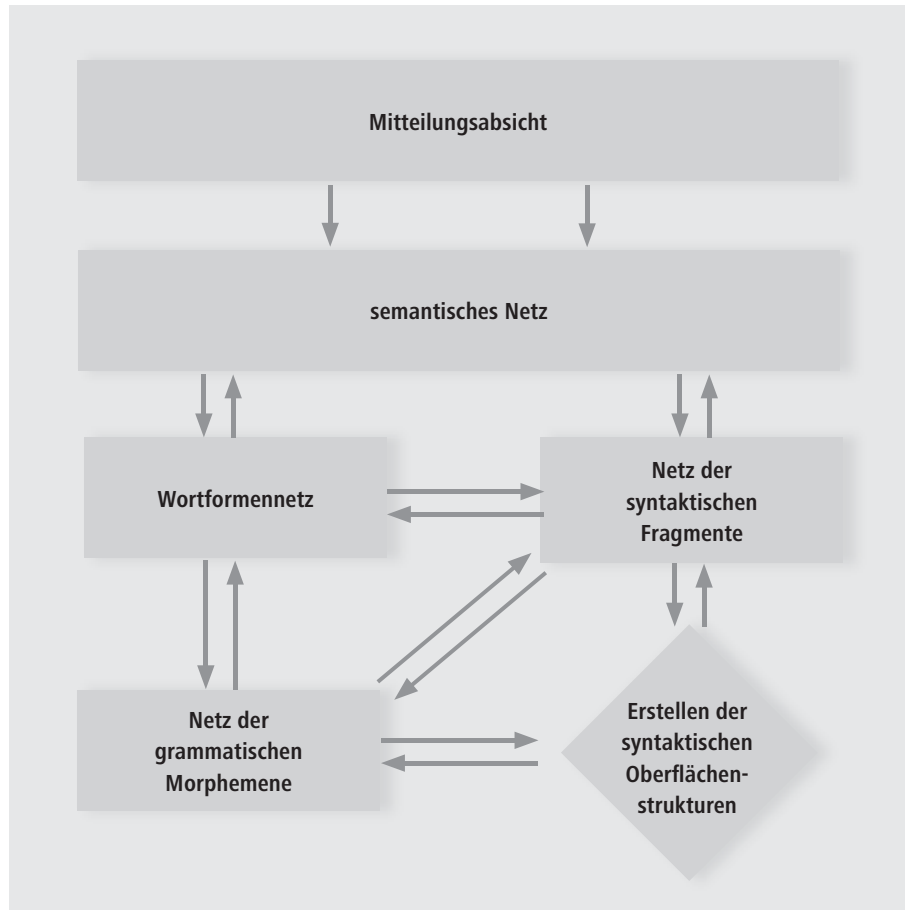 Mitteilungsabsicht
semantisches Netz
Wortformennetz
Netz der
syntaktischen
Fragmente
Netz der
grammatischen
Morphemene
Erstellen der
syntaktischen
Oberflächen-
strukturen